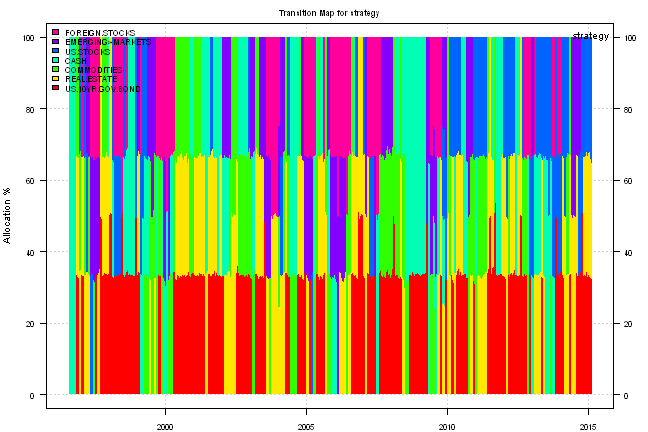 Transition Map for strategy
strategy
FOREIGN.STOCKS
EMERGING>MARKETS
US.STOCKS
CASH
COMMODITIES
REAL.ESTATE
US.10YR.GOV.BOND
100 100
80 80
60 60
40 40
20 20
0 0
Allocation %
2000 2005 2010 2015